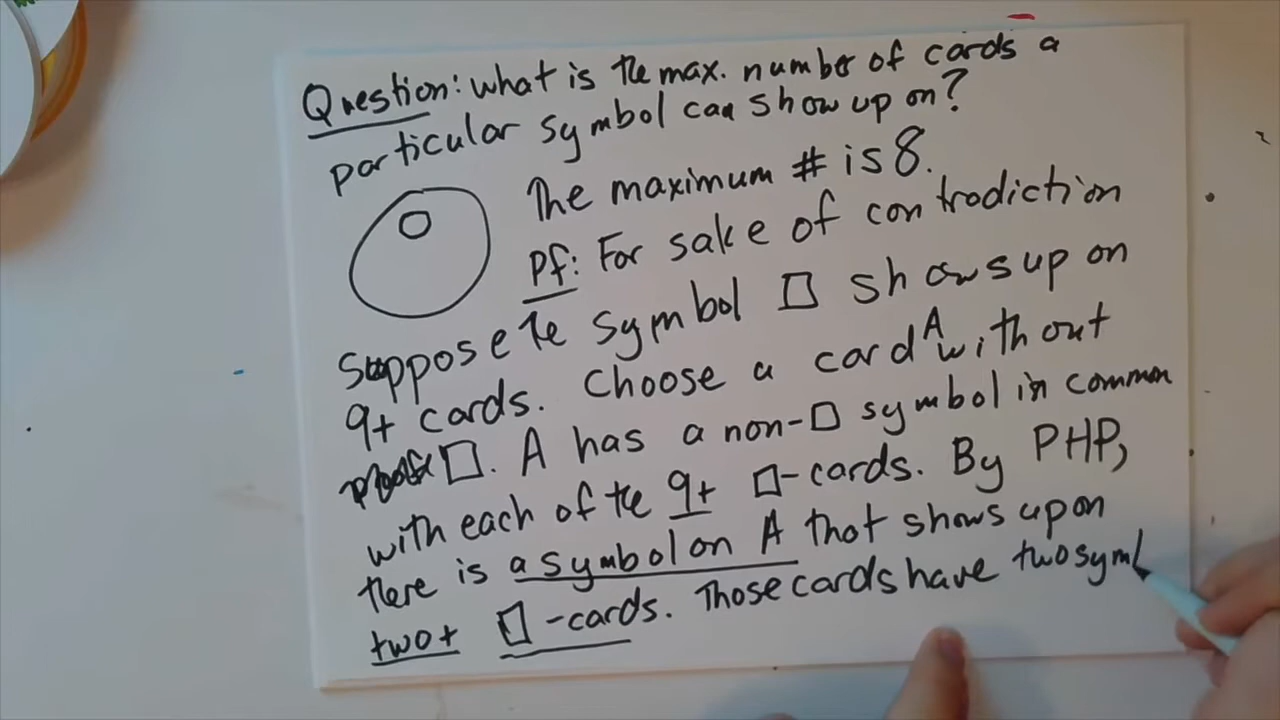 Question: what is the max. number of cards a
particular symbol can show up on?
The maximum # is 8.
Pf: For sake of contradiction
Suppose the symbol □ shows up on
9+ cards. Choose a card A without
□. A has a non-□ symbol in common
with each of the 9+ □-cards. By PHP,
there is a symbol on A that shows up on
two+ □-cards. Those cards have two symb